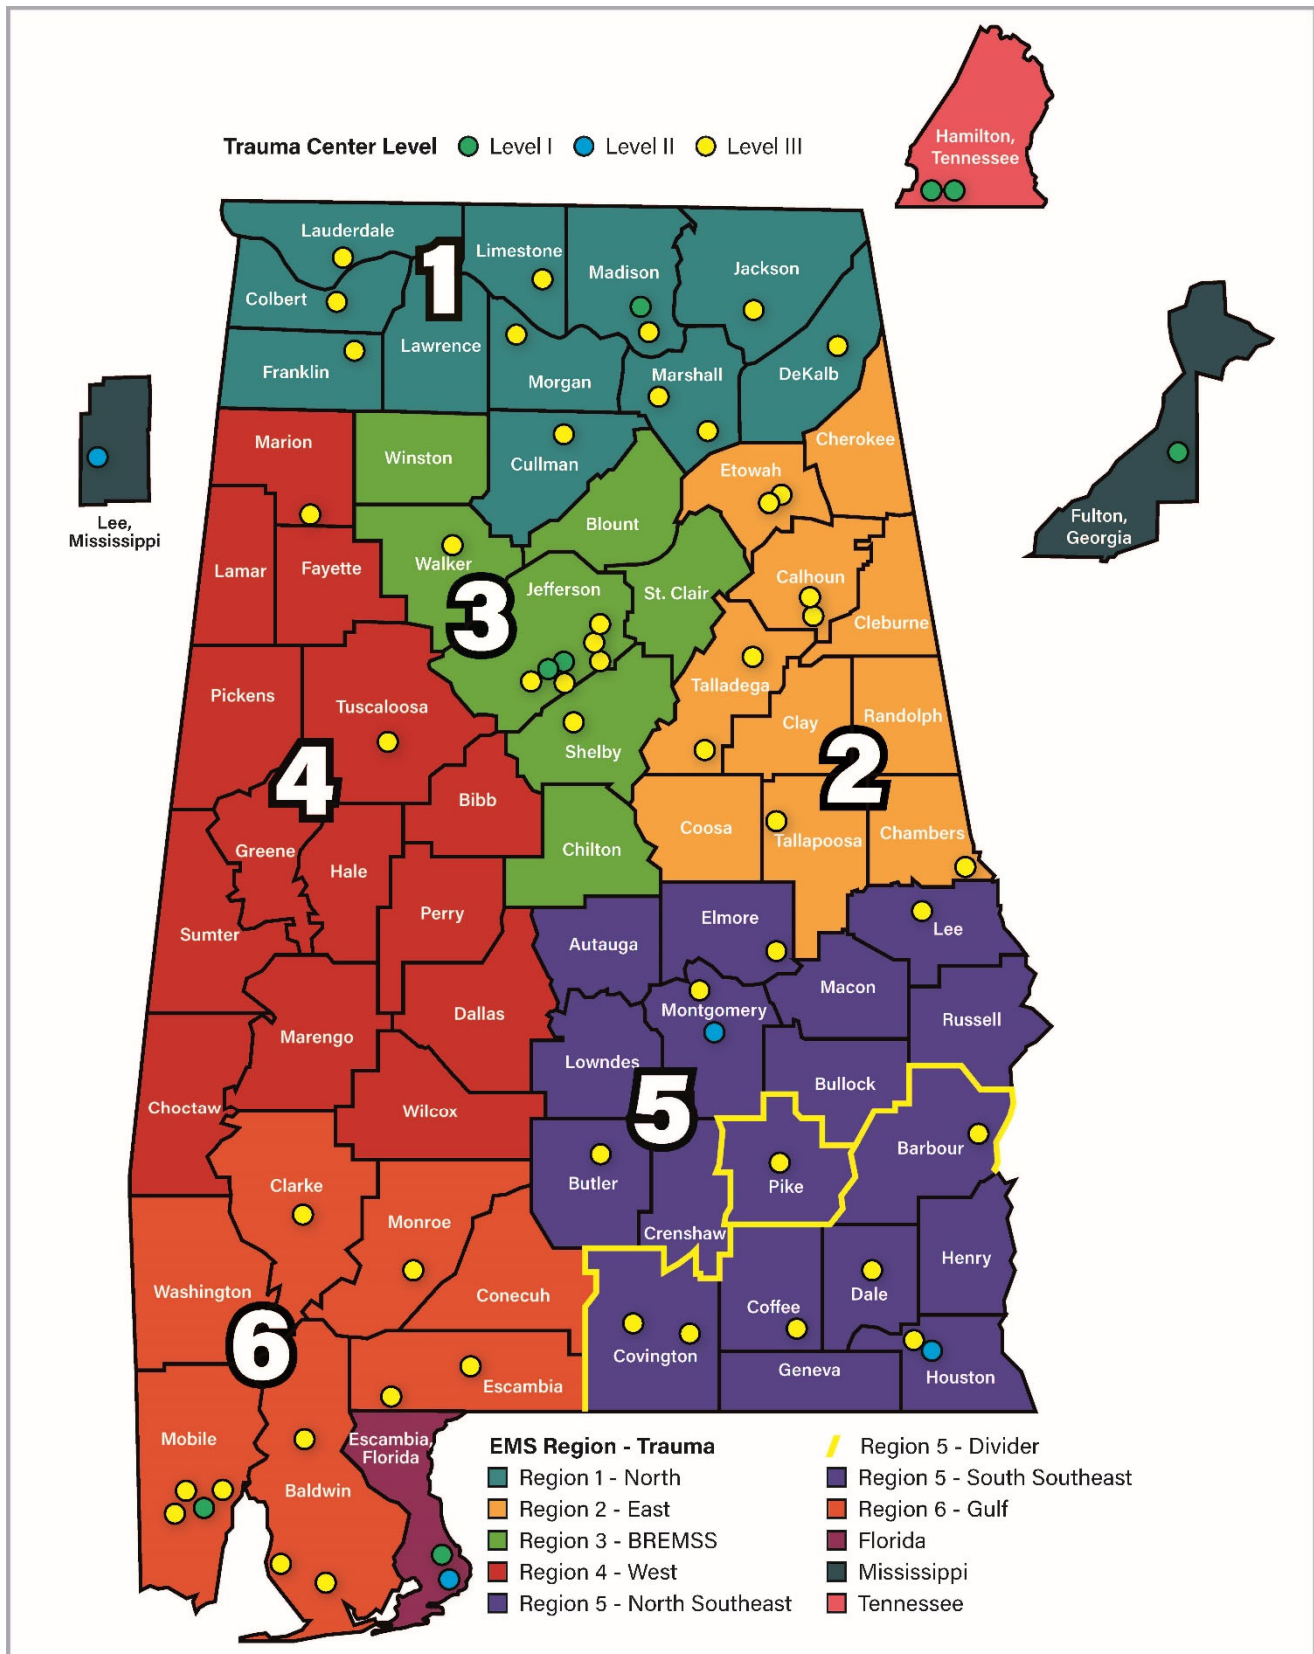 Hamilton,
Tennessee
Trauma Center Level Level I Level II Level III
Lauderdale
1
Limestone
Madison
Jackson
Colbert
Lawrence
Franklin
Morgan
Marshall
DeKalb
Marion
Winston
Cullman
Cherokee
Etowah
Lee,
Mississippi
Blount
Fulton,
Georgia
Lamar
Fayette
Walker
3
Jefferson
St. Clair
Calhoun
Cleburne
Pickens
Tuscaloosa
Talladega
Clay
Randolph
4
Shelby
2
Bibb
Greene
Hale
Chilton
Coosa
Tallapoosa
Chambers
Perry
Sumter
Autauga
Elmore
Lee
Macon
Marengo
Dallas
Montgomery
Russell
Lowndes
Bullock
Choctaw
Wilcox
5
Barbour
Clarke
Butler
Pike
Monroe
Crenshaw
Henry
Washington
Conecuh
Coffee
Dale
6
Covington
Geneva
Houston
Escambia
Mobile
Escambia,
Florida
Baldwin
EMS Region - Trauma
Region 1 - North
Region 2 - East
Region 3 - BREMSS
Region 4 - West
Region 5 - North Southeast
Region 5 - Divider
Region 5 - South Southeast
Region 6 - Gulf
Florida
Mississippi
Tennessee